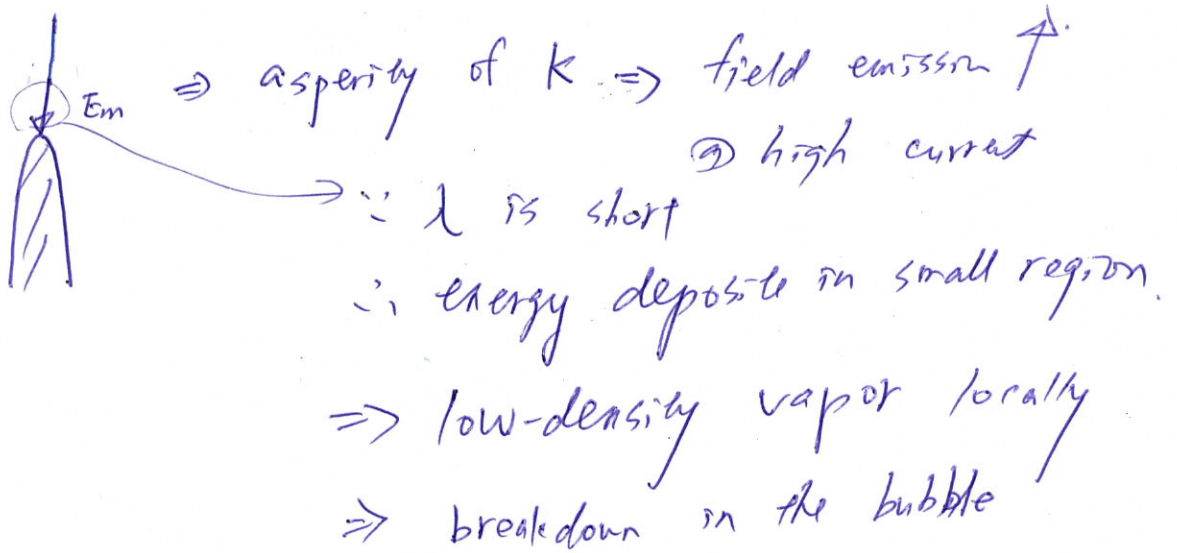 Em ⇒ asperity of K ⇒ field emission ↑
@ high current
∵ λ is short
∴ energy deposite in small region.
⇒ low-density vapor locally
⇒ breakdown in the bubble